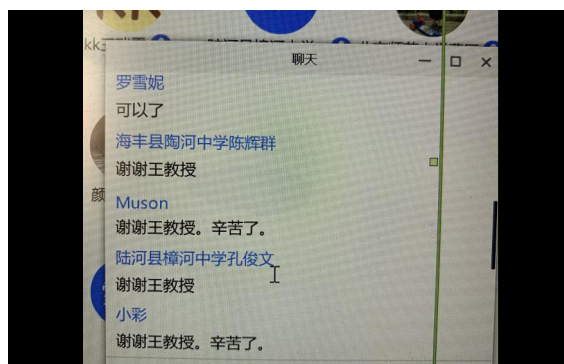 聊天
罗雪妮
可以了
海丰县陶河中学陈辉群
谢谢王教授
Muson
谢谢王教授。辛苦了。
颜
陆河县樟河中学孔俊文
谢谢王教授
小彩
谢谢王教授。辛苦了。